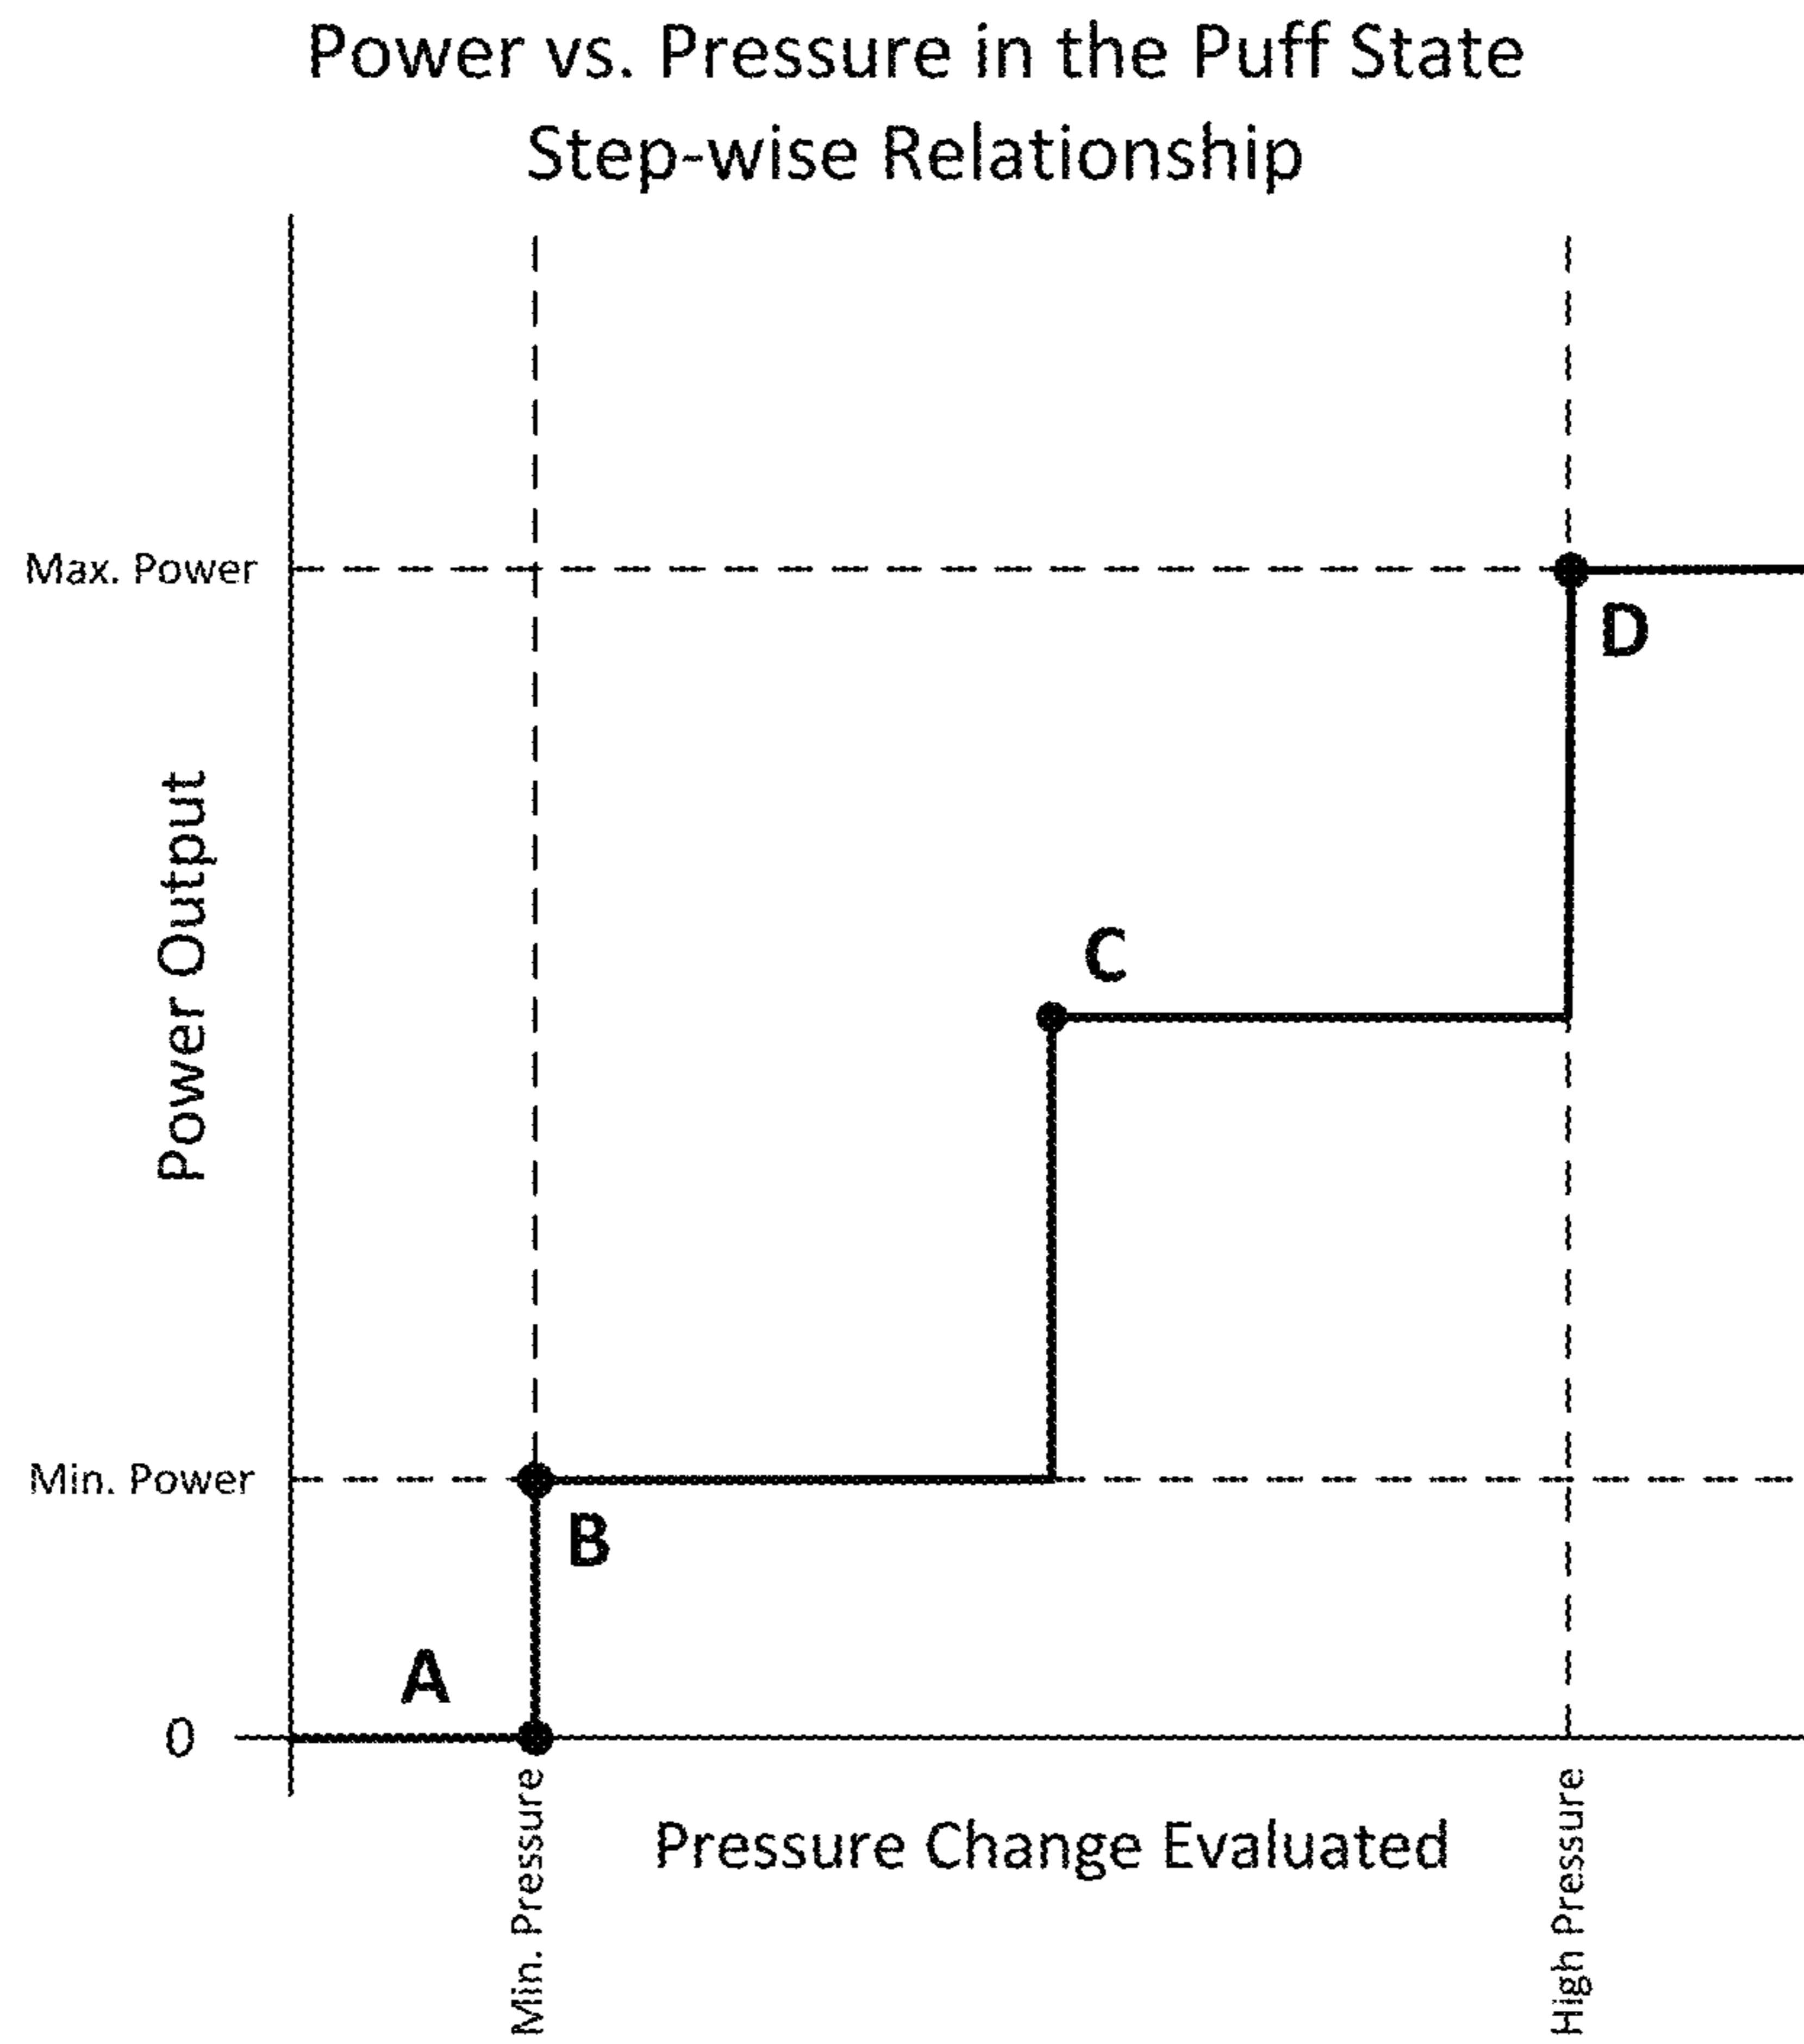 Power vs. Pressure in the Puff State
Step-wise Relationship
Max. Power
D
Power Output
C
Min. Power
B
A
0
Min. Pressure
Pressure Change Evaluated
High Pressure